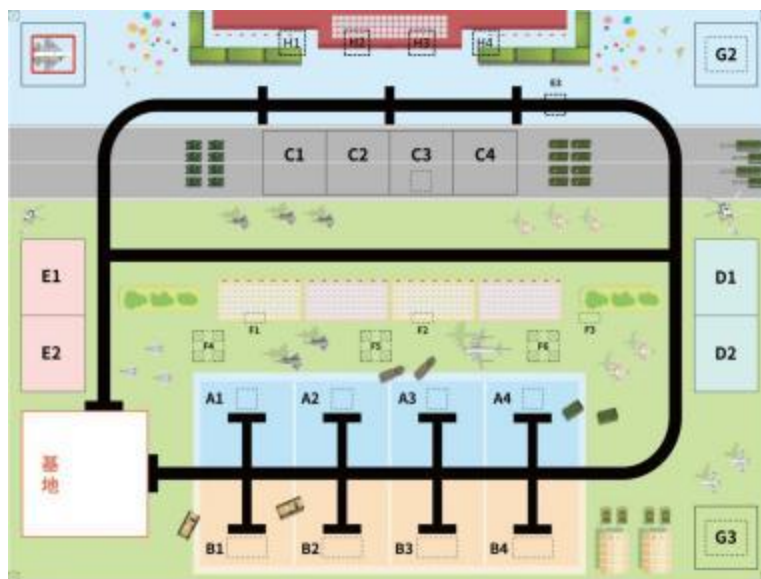 H1 H2 H3 H4
G2
C1 C2 C3 C4
E1
D1
E2
D2
F1 F2 F3
F4 F5 F6
A1 A2 A3 A4
基
地
B1 B2 B3 B4
G3